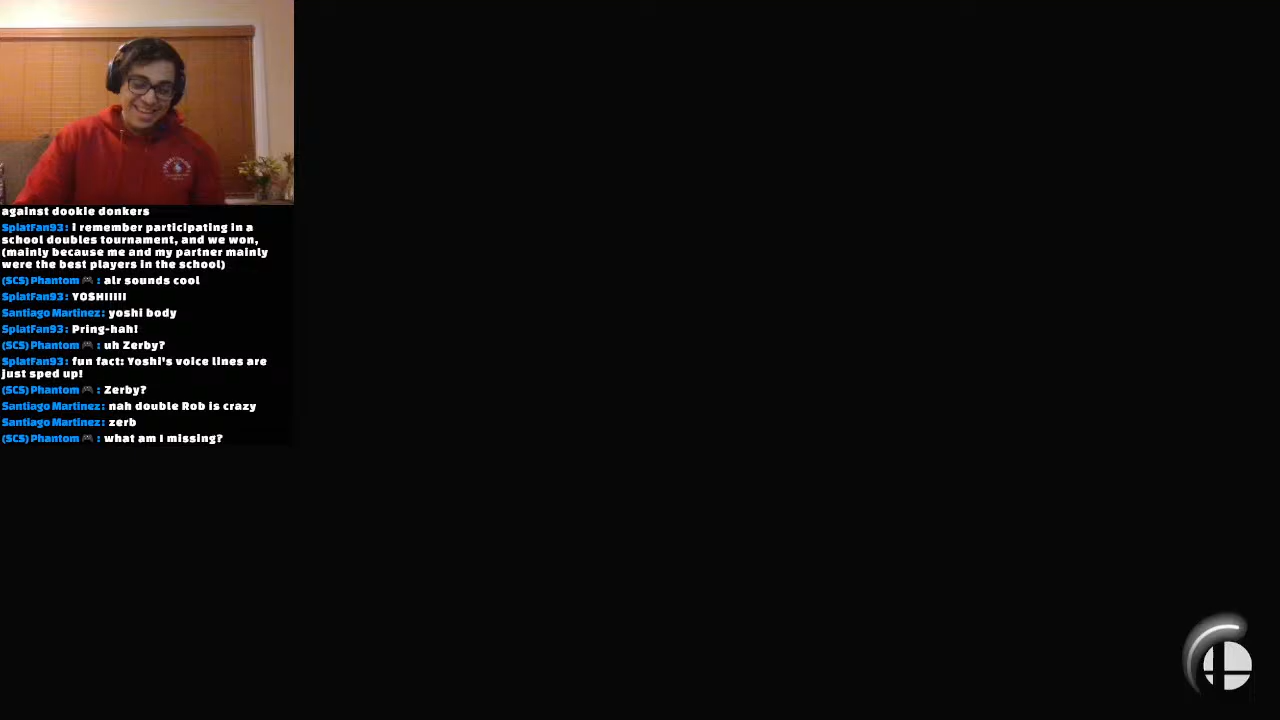 against dookie donkers
SplatFan93: i remember participating in a
school doubles tournament, and we won,
(mainly because me and my partner mainly
were the best players in the school)
(SCS) Phantom 🎮 : alr sounds cool
SplatFan93: YOSHIIIII
Santiago Martinez: yoshi body
SplatFan93: Pring-hah!
(SCS) Phantom 🎮 : uh Zerby?
SplatFan93: fun fact: Yoshi's voice lines are
just sped up!
(SCS) Phantom 🎮 : Zerby?
Santiago Martinez: nah double Rob is crazy
Santiago Martinez: zerb
(SCS) Phantom 🎮 : what am I missing?